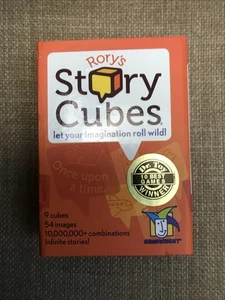 Rory's
Story
Cubes
let your imagination roll wild!
Once upon
a time
Dr. Toy
10 BEST
GAMES
WINNER
9 cubes
54 images
10,000,000+ combinations
infinite stories!
GAMEWRIGHT